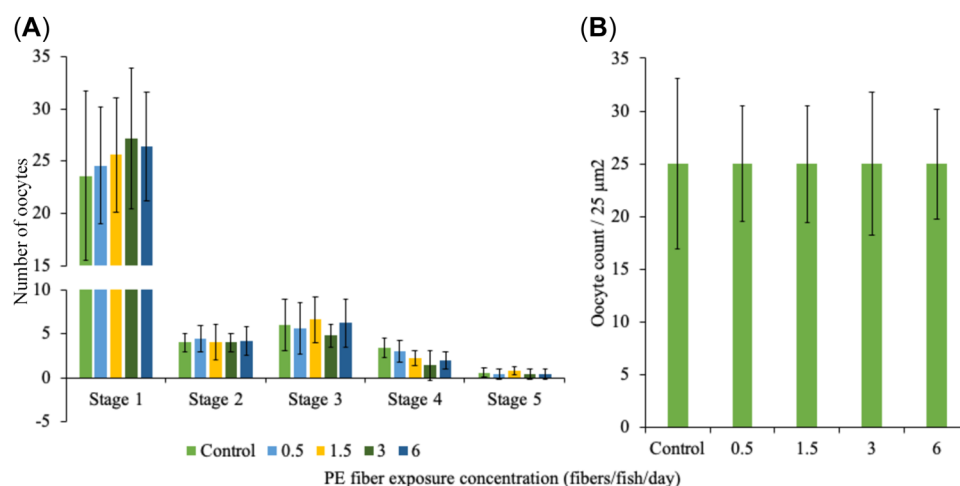 (A)
Number of oocytes
35
30
25
20
15
10
5
0
-5
Stage 1 Stage 2 Stage 3 Stage 4 Stage 5
Control 0.5 1.5 3 6
(B)
Oocyte count / 25 µm2
35
30
25
20
15
10
5
0
Control 0.5 1.5 3 6
PE fiber exposure concentration (fibers/fish/day)